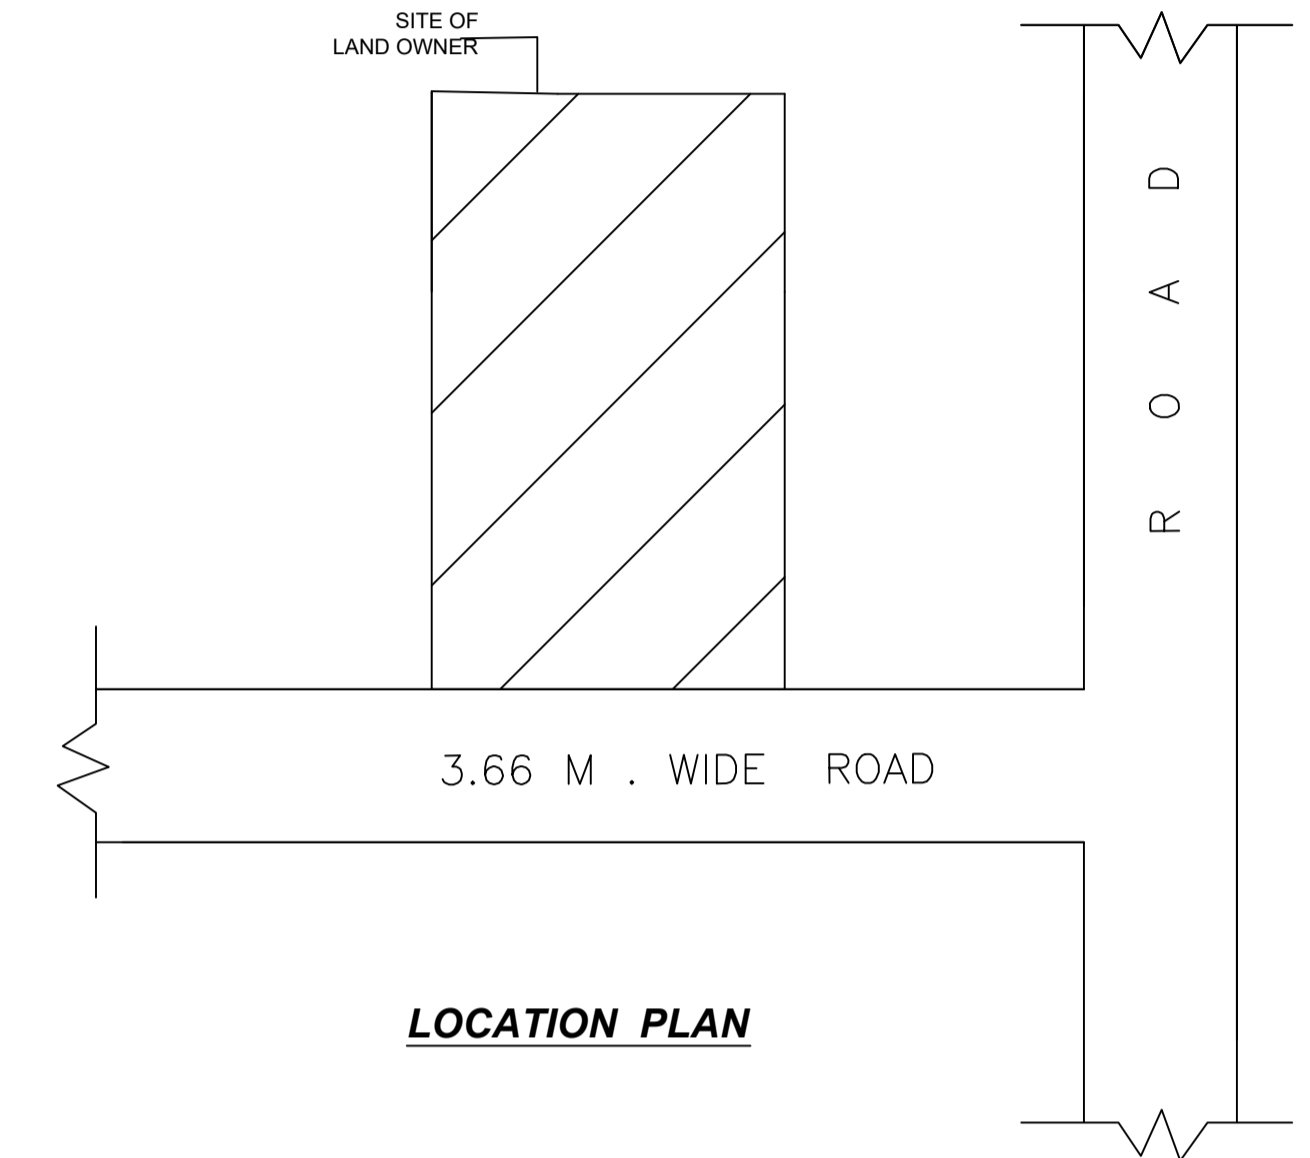 SITE OF
LAND OWNER
ROAD
3.66 M . WIDE ROAD
LOCATION PLAN